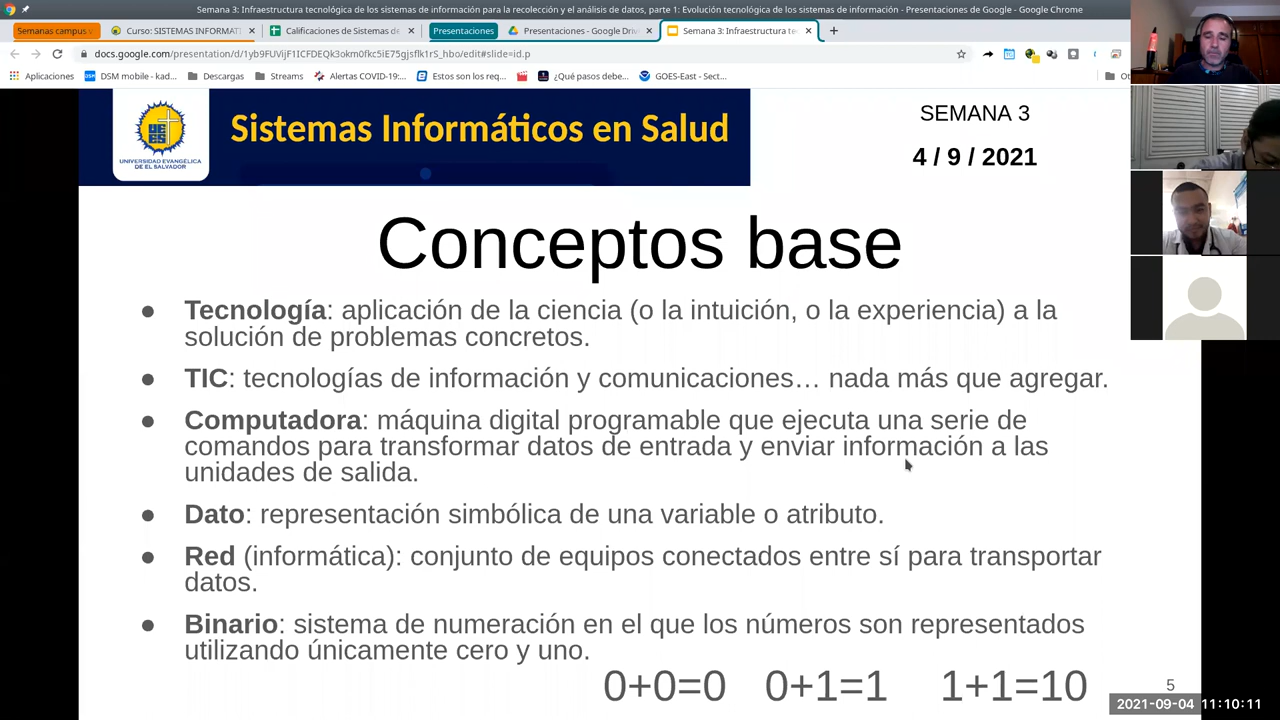 Semana 3: Infraestructura tecnológica de los sistemas de información para la recolección y el análisis de datos, parte 1: Evolución tecnológica de los sistemas de información - Presentaciones de Google - Google Chrome
Semanas campus v
Curso: SISTEMAS INFORMAT
Calificaciones de Sistemas de
Presentaciones
Presentaciones - Google Driv
Semana 3: Infraestructura te
docs.google.com/presentation/d/
/edit#slide=id.p
Aplicaciones
DSM mobile - kad...
Descargas
Streams
Alertas COVID-19:...
Estos son los req...
¿Qué pasos debe...
GOES-East - Sect...
UNIVERSIDAD EVANGÉLICA
DE EL SALVADOR
Sistemas Informáticos en Salud
SEMANA 3
4 / 9 / 2021
Conceptos base
● Tecnología: aplicación de la ciencia (o la intuición, o la experiencia) a la
solución de problemas concretos.
● TIC: tecnologías de información y comunicaciones… nada más que agregar.
● Computadora: máquina digital programable que ejecuta una serie de
comandos para transformar datos de entrada y enviar información a las
unidades de salida.
● Dato: representación simbólica de una variable o atributo.
● Red (informática): conjunto de equipos conectados entre sí para transportar
datos.
● Binario: sistema de numeración en el que los números son representados
utilizando únicamente cero y uno.
0+0=0 0+1=1 1+1=10
5
2021-09-04 11:10:11